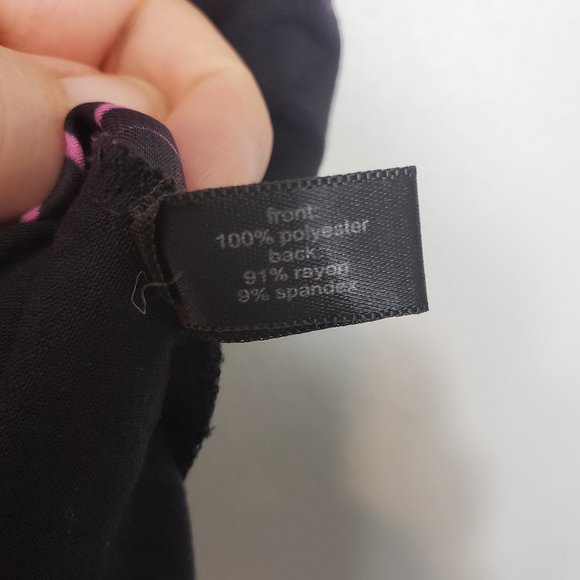 front:
100% polyester
back:
91% rayon
9% spandex